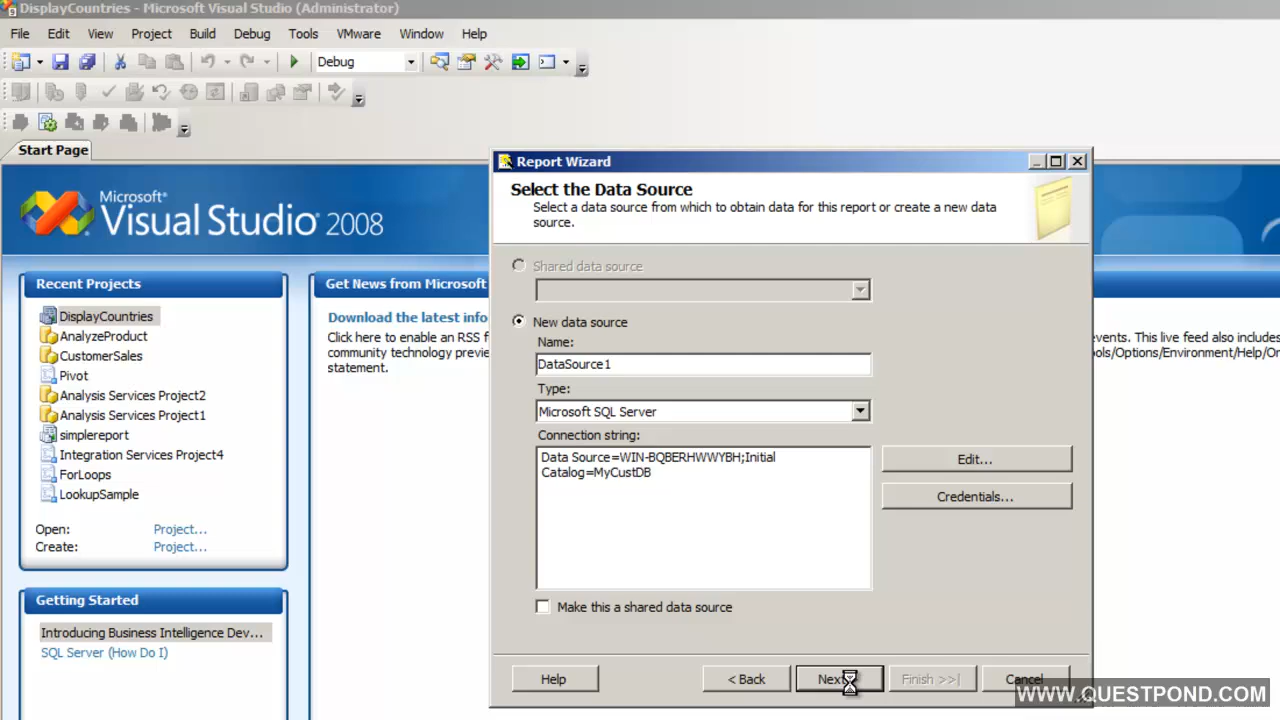 DisplayCountries - Microsoft Visual Studio (Administrator)
File Edit View Project Build Debug Tools VMware Window Help
Debug
Start Page
Microsoft®
Visual Studio® 2008
Recent Projects
DisplayCountries
AnalyzeProduct
CustomerSales
Pivot
Analysis Services Project2
Analysis Services Project1
simplereport
Integration Services Project4
ForLoops
LookupSample
Open: Project...
Create: Project...
Getting Started
Introducing Business Intelligence Dev...
SQL Server (How Do I)
Get News from Microsoft
Download the latest info
Click here to enable an RSS f
community technology previe
statement.
events. This live feed also includes
ools/Options/Environment/Help/On
Report Wizard
Select the Data Source
Select a data source from which to obtain data for this report or create a new data
source.
Shared data source
New data source
Name:
DataSource1
Type:
Microsoft SQL Server
Connection string:
Data Source=WIN-BQBERHWWYBH;Initial
Catalog=MyCustDB
Edit...
Credentials...
Make this a shared data source
Help < Back Next Finish >>| Cancel
WWW.QUESTPOND.COM